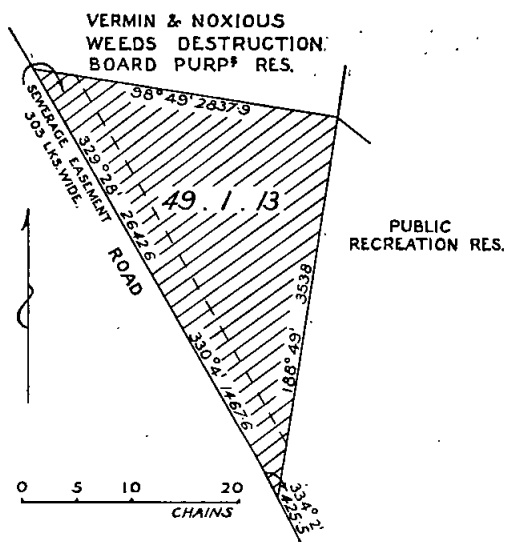 VERMIN & NOXIOUS
WEEDS DESTRUCTION.
BOARD PURPS RES.
98°49' 2837·9
SEWERAGE EASEMENT
303 LKS. WIDE.
329°28' 2642·6
49 . 1 . 13
PUBLIC
RECREATION RES.
ROAD
188°49' 3538
330°4' 1467·6
334°2'
425·5
0 5 10 20
CHAINS